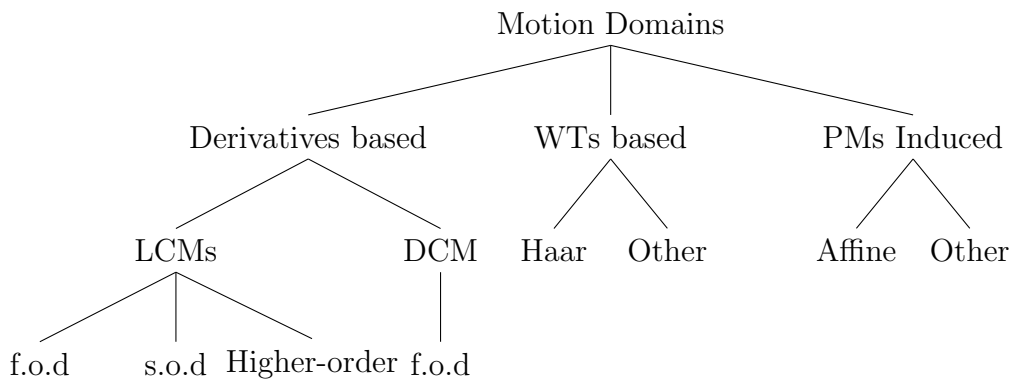 Motion Domains
Derivatives based WTs based PMs Induced
LCMs DCM Haar Other Affine Other
f.o.d s.o.d Higher-order f.o.d